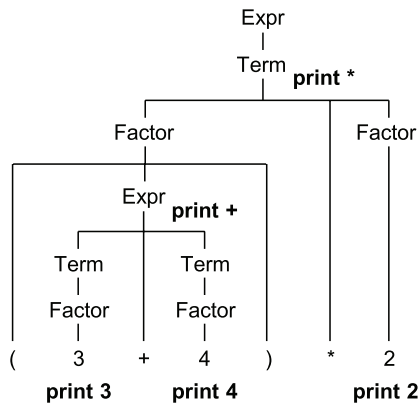 Expr
Term
print *
Factor Factor
Expr
print +
Term Term
Factor Factor
( 3 + 4 ) * 2
print 3 print 4 print 2